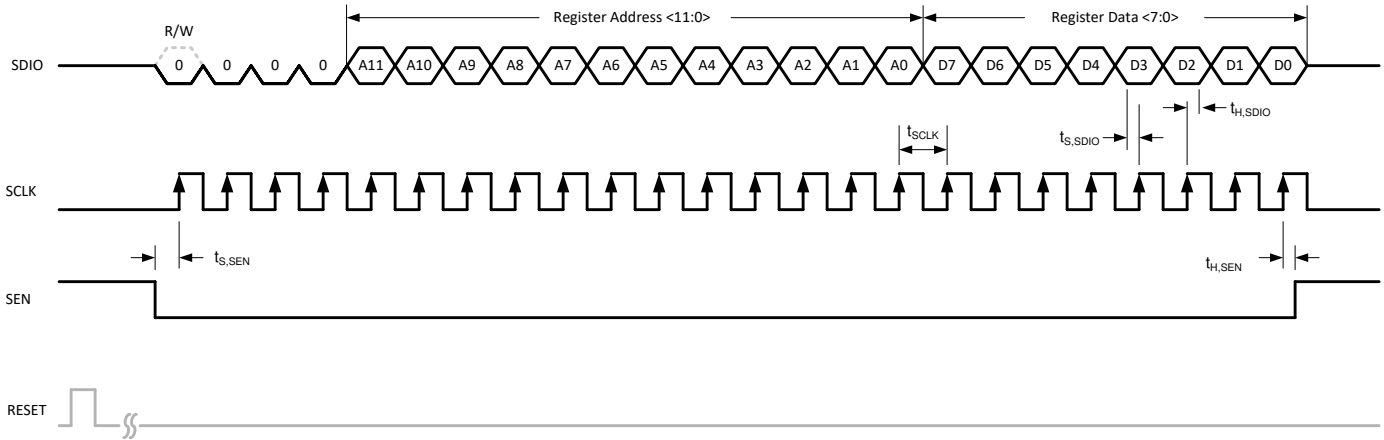 Register Address <11:0>
Register Data <7:0>
R/W
SDIO
0 0 0 0 A11 A10 A9 A8 A7 A6 A5 A4 A3 A2 A1 A0 D7 D6 D5 D4 D3 D2 D1 D0
tH,SDIO
tSCLK
tS,SDIO
SCLK
tS,SEN
tH,SEN
SEN
RESET